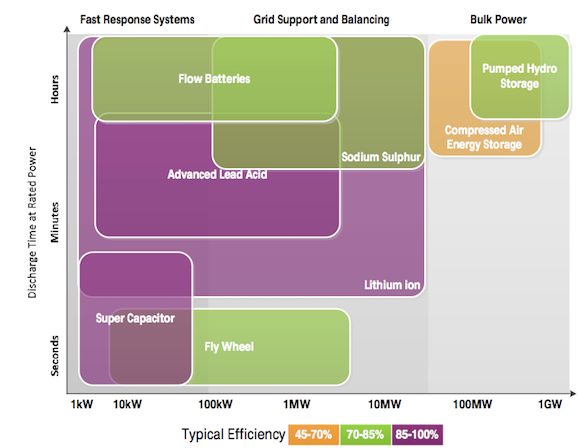 Fast Response Systems
Grid Support and Balancing
Bulk Power
Discharge Time at Rated Power
Hours
Minutes
Seconds
Flow Batteries
Pumped Hydro
Storage
Compressed Air
Energy Storage
Sodium Sulphur
Advanced Lead Acid
Lithium ion
Super Capacitor
Fly Wheel
1kW
10kW
100kW
1MW
10MW
100MW
1GW
Typical Efficiency
45-70%
70-85%
85-100%